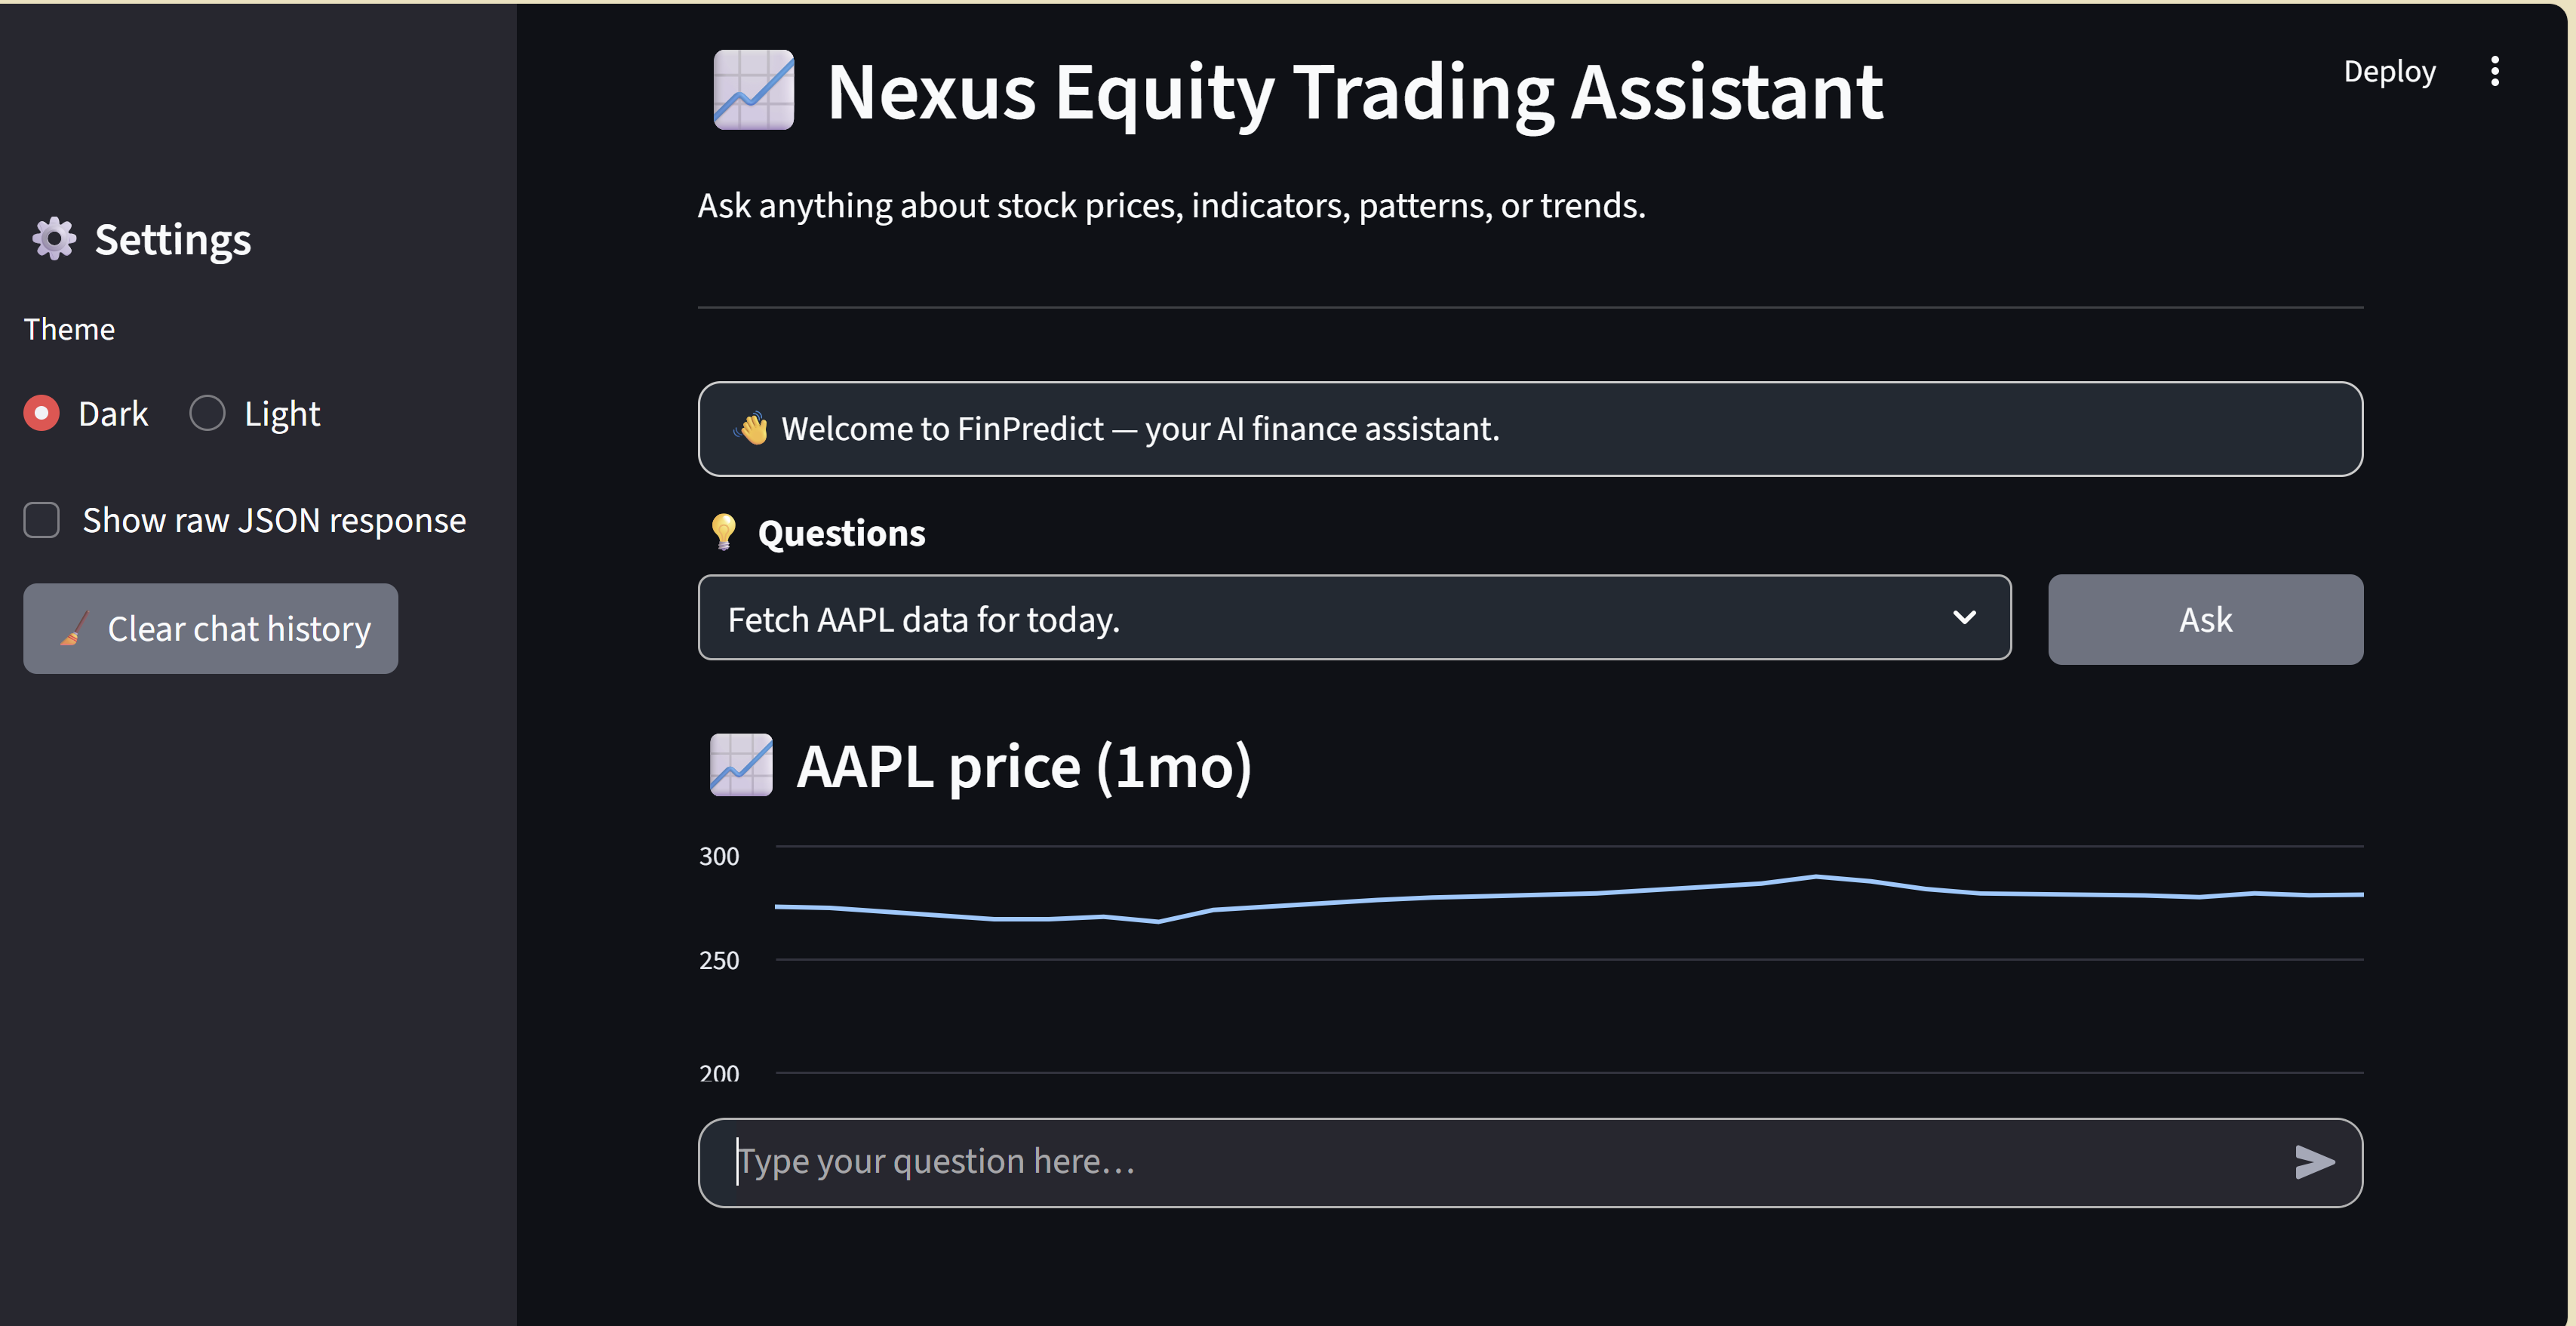 Deploy
Nexus Equity Trading Assistant
Ask anything about stock prices, indicators, patterns, or trends.
Settings
Theme
Dark
Light
Show raw JSON response
Clear chat history
Welcome to FinPredict — your AI finance assistant.
Questions
Fetch AAPL data for today.
Ask
AAPL price (1mo)
300
250
200
Type your question here…